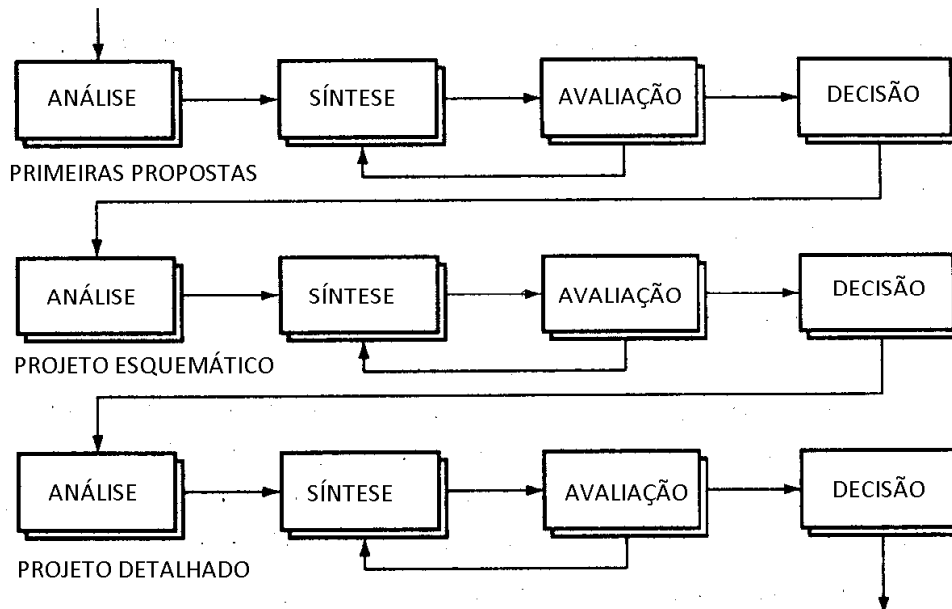 ANÁLISE
SÍNTESE
AVALIAÇÃO
DECISÃO
PRIMEIRAS PROPOSTAS
ANÁLISE
SÍNTESE
AVALIAÇÃO
DECISÃO
PROJETO ESQUEMÁTICO
ANÁLISE
SÍNTESE
AVALIAÇÃO
DECISÃO
PROJETO DETALHADO